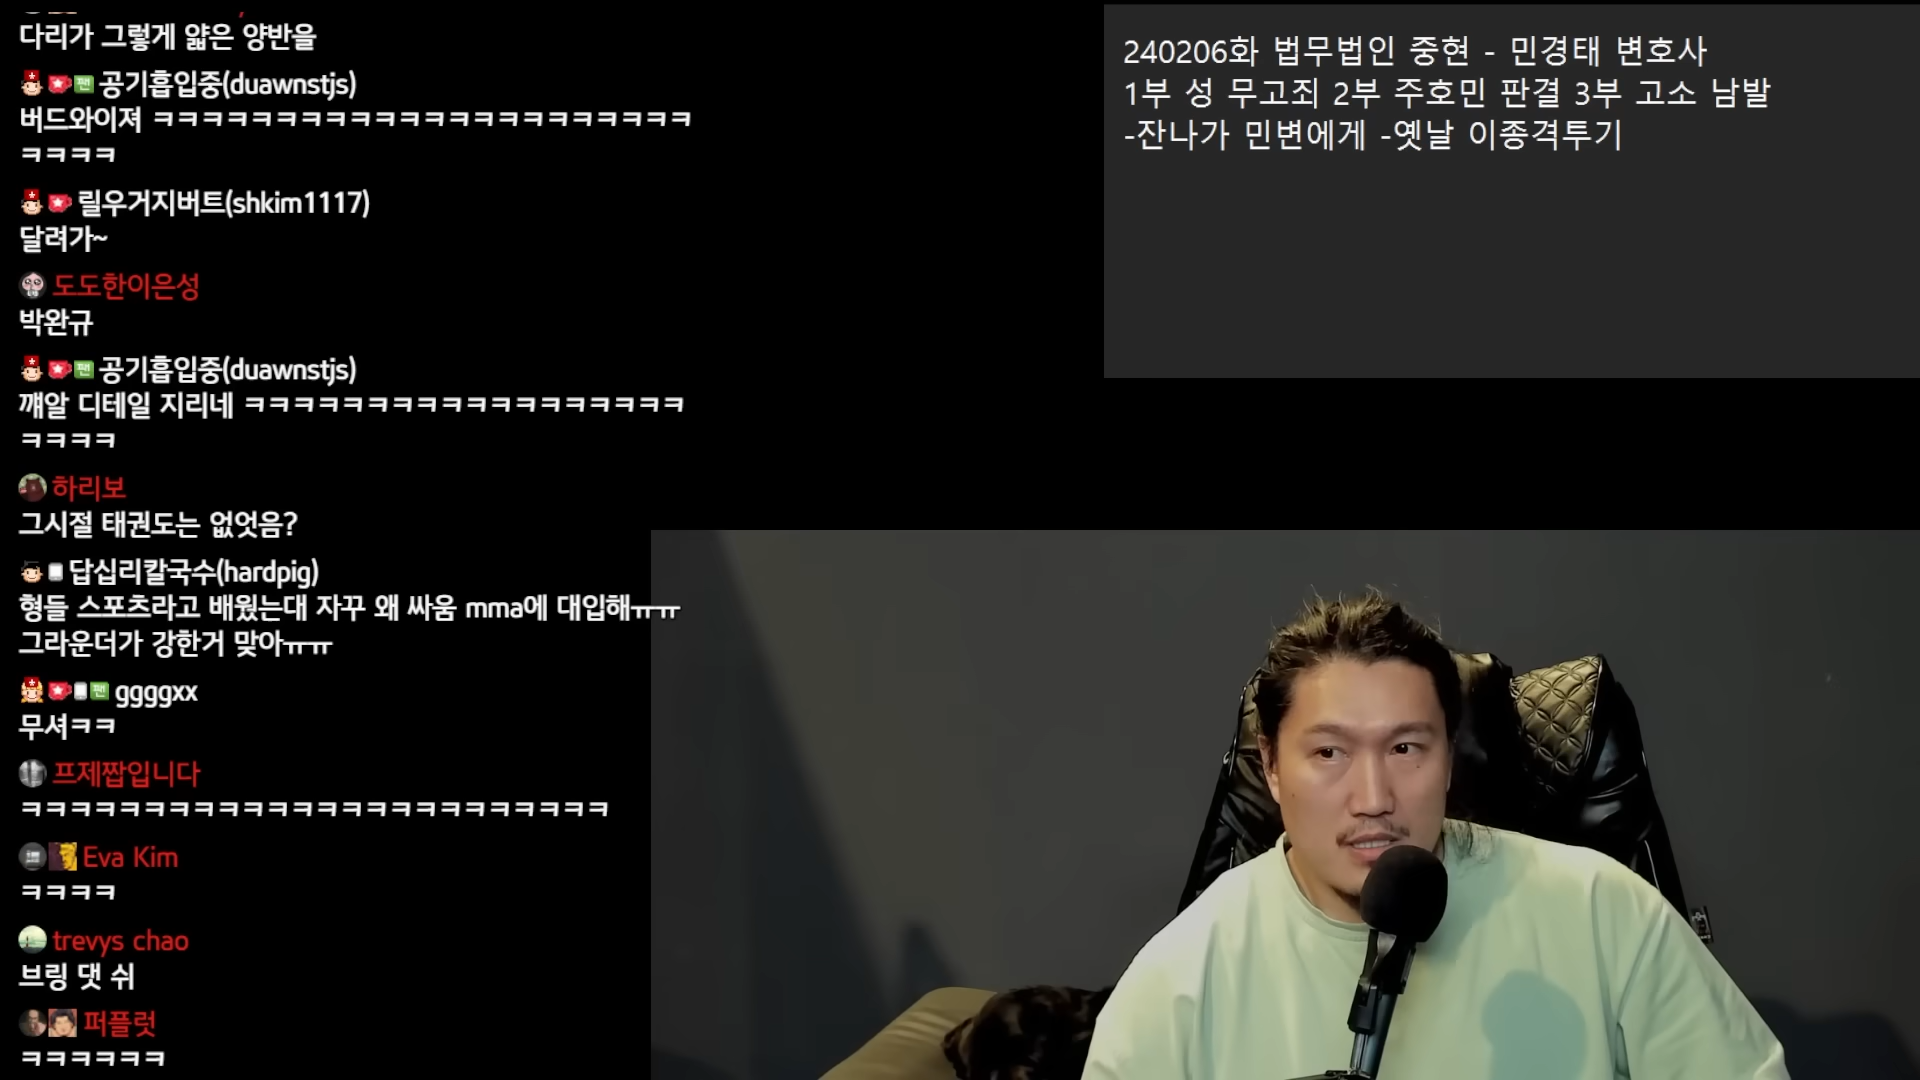 다리가 그렇게 얇은 양반을
공기흡입중(duawnstjs)
버드와이져 ㅋㅋㅋㅋㅋㅋㅋㅋㅋㅋㅋㅋㅋㅋㅋㅋㅋㅋㅋㅋㅋㅋ
ㅋㅋㅋㅋ
릴우거지버트(shkim1117)
달려가~
도도한이은성
박완규
공기흡입중(duawnstjs)
꺠알 디테일 지리네 ㅋㅋㅋㅋㅋㅋㅋㅋㅋㅋㅋㅋㅋㅋㅋㅋㅋㅋ
ㅋㅋㅋㅋ
하리보
그시절 태권도는 없엇음?
답십리칼국수(hardpig)
형들 스포츠라고 배웠는대 자꾸 왜 싸움 mma에 대입해ㅠㅠ
그라운더가 강한거 맞아ㅠㅠ
ggggxx
무셔ㅋㅋ
프제짭입니다
ㅋㅋㅋㅋㅋㅋㅋㅋㅋㅋㅋㅋㅋㅋㅋㅋㅋㅋㅋㅋㅋㅋㅋㅋ
Eva Kim
ㅋㅋㅋㅋ
trevys chao
브링 댓 쉬
퍼플럿
ㅋㅋㅋㅋㅋㅋ
240206화 법무법인 중현 - 민경태 변호사
1부 성 무고죄 2부 주호민 판결 3부 고소 남발
-잔나가 민변에게 -옛날 이종격투기